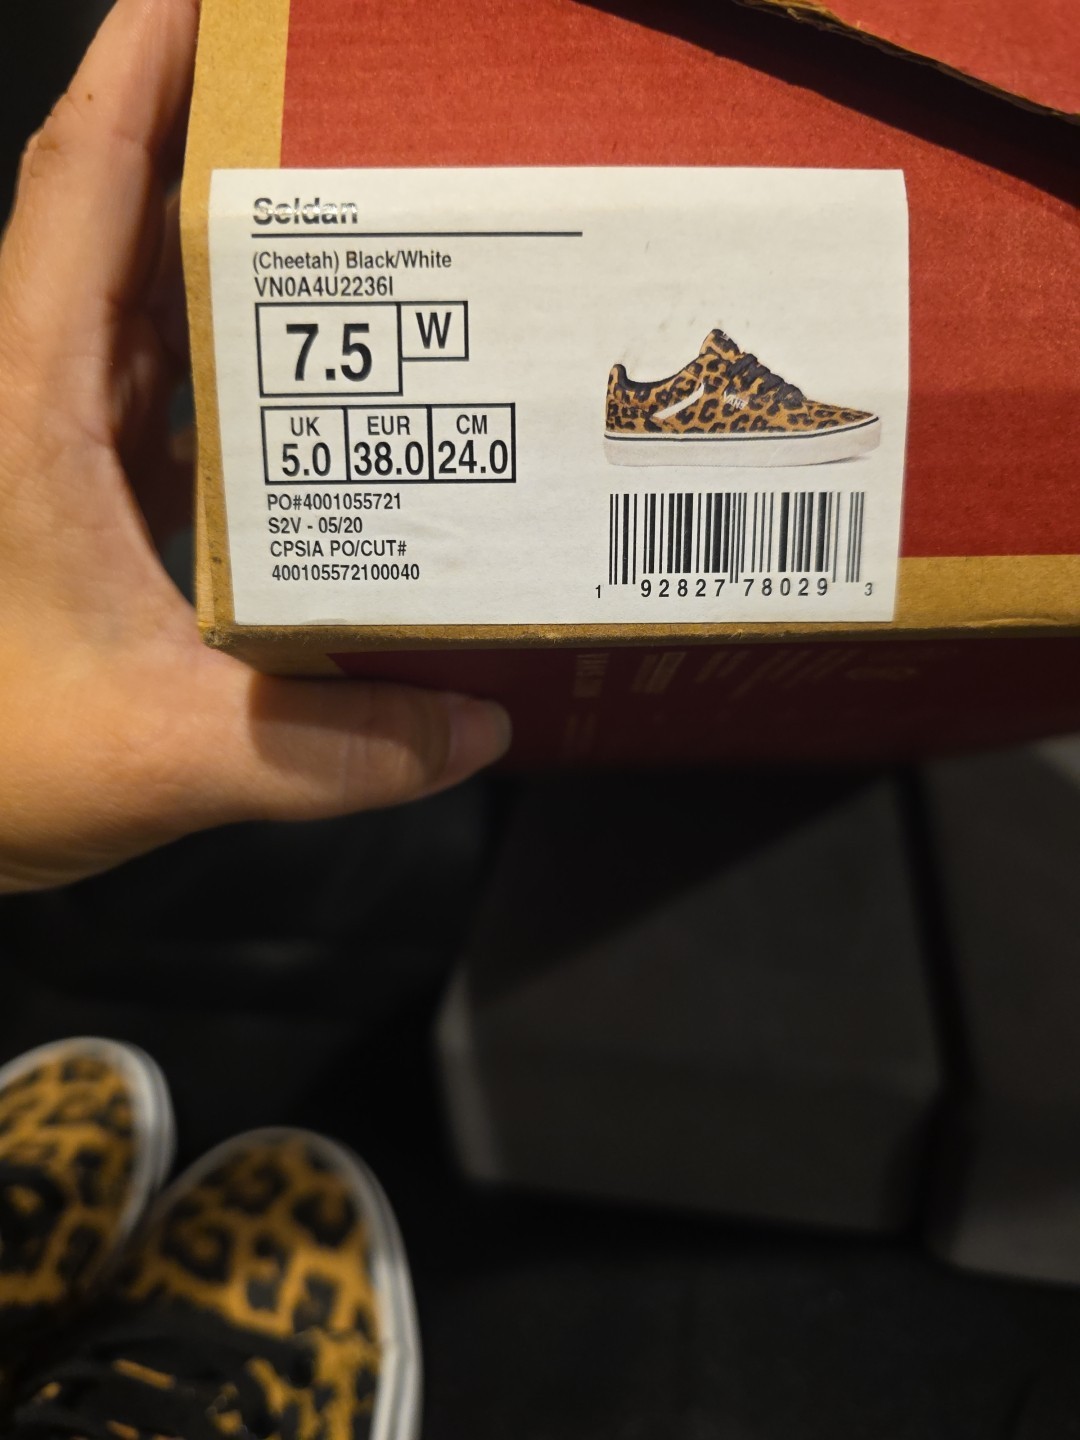 Seldan
(Cheetah) Black/White
VN0A4U2236I
7.5 W
UK EUR CM
5.0 38.0 24.0
PO#4001055721
S2V - 05/20
CPSIA PO/CUT#
400105572100040
VANS
1 92827 78029 3